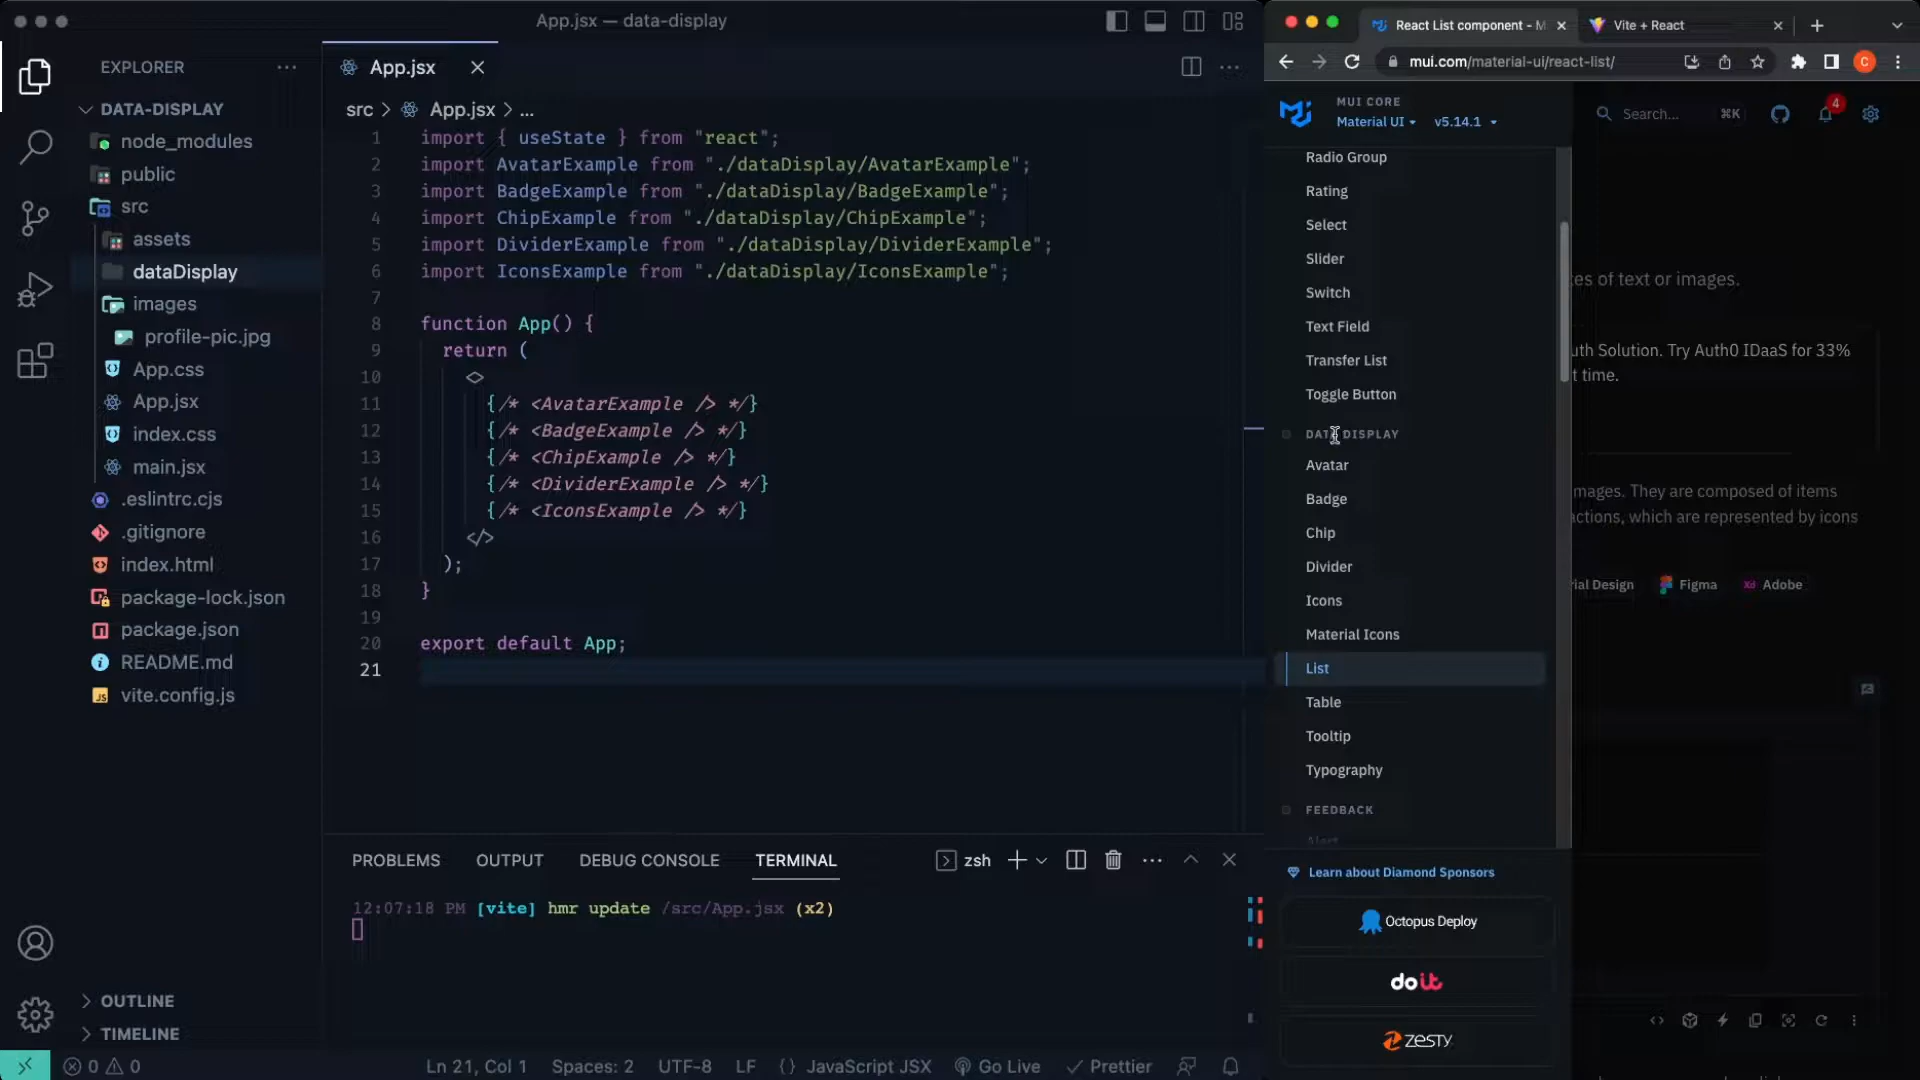 App.jsx — data-display
EXPLORER
DATA-DISPLAY
node_modules
public
src
assets
dataDisplay
images
profile-pic.jpg
App.css
App.jsx
index.css
main.jsx
.eslintrc.cjs
.gitignore
index.html
package-lock.json
package.json
README.md
vite.config.js
OUTLINE
TIMELINE
App.jsx
src > App.jsx > ...
1 import { useState } from "react";
2 import AvatarExample from "./dataDisplay/AvatarExample";
3 import BadgeExample from "./dataDisplay/BadgeExample";
4 import ChipExample from "./dataDisplay/ChipExample";
5 import DividerExample from "./dataDisplay/DividerExample";
6 import IconsExample from "./dataDisplay/IconsExample";
7
8 function App() {
9 return (
10 <>
11 {/* <AvatarExample /> */}
12 {/* <BadgeExample /> */}
13 {/* <ChipExample /> */}
14 {/* <DividerExample /> */}
15 {/* <IconsExample /> */}
16 </>
17 );
18 }
19
20 export default App;
21
PROBLEMS OUTPUT DEBUG CONSOLE TERMINAL
zsh
12:07:18 PM [vite] hmr update /src/App.jsx (x2)
0 0
Ln 21, Col 1 Spaces: 2 UTF-8 LF {} JavaScript JSX Go Live Prettier
React List component - M
Vite + React
mui.com/material-ui/react-list/
C
MUI CORE
Material UI v5.14.1
Search... ⌘K
4
Radio Group
Rating
Select
Slider
Switch
Text Field
Transfer List
Toggle Button
DATA DISPLAY
Avatar
Badge
Chip
Divider
Icons
Material Icons
List
Table
Tooltip
Typography
FEEDBACK
Alert
Learn about Diamond Sponsors
Octopus Deploy
doit
ZESTY
es of text or images.
uth Solution. Try Auth0 IDaaS for 33%
t time.
mages. They are composed of items
actions, which are represented by icons
ial Design Figma Adobe